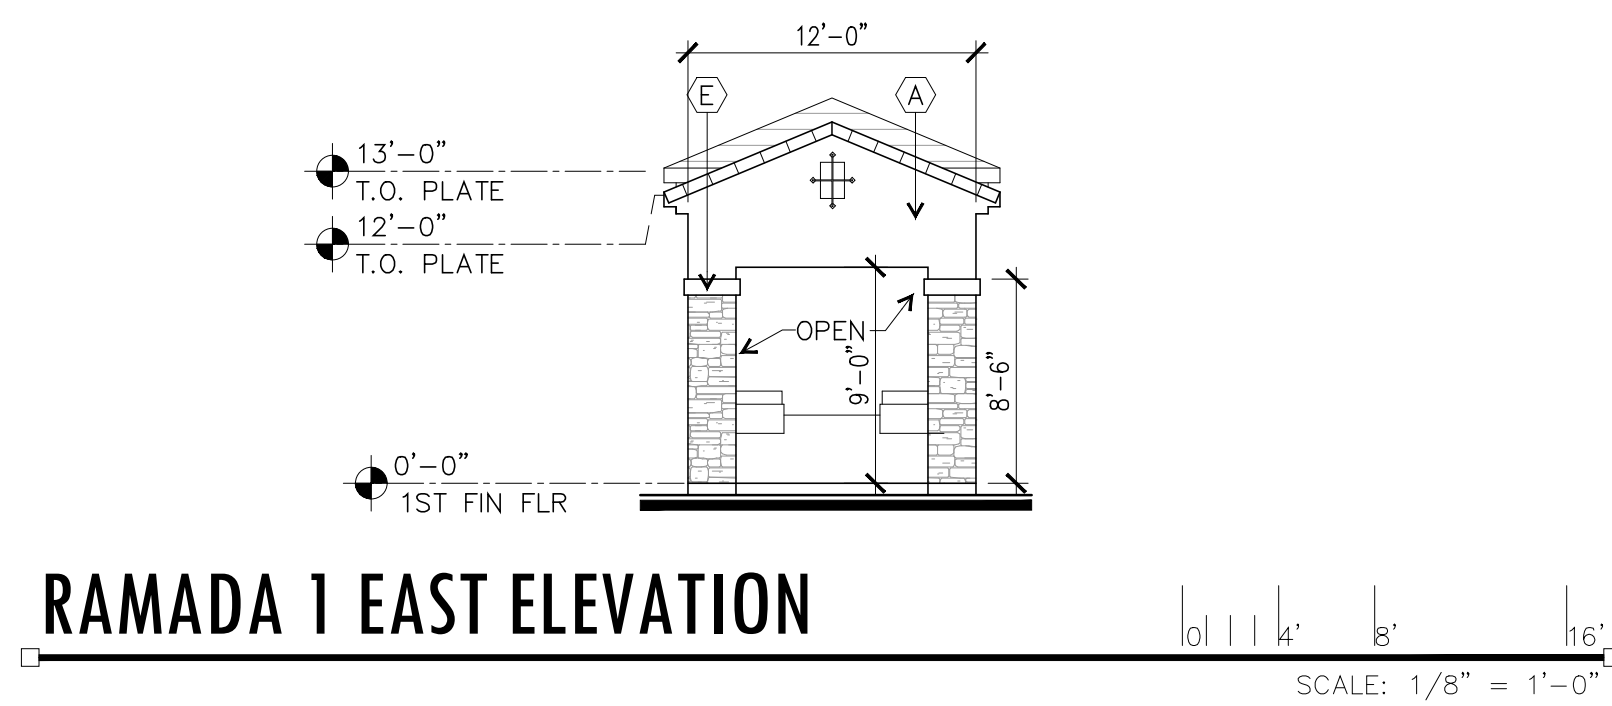 12'-0"
E
A
13'-0"
T.O. PLATE
12'-0"
T.O. PLATE
OPEN
9'-0"
8'-6"
0'-0"
1ST FIN FLR
RAMADA 1 EAST ELEVATION
0 4' 8' 16'
SCALE: 1/8" = 1'-0"